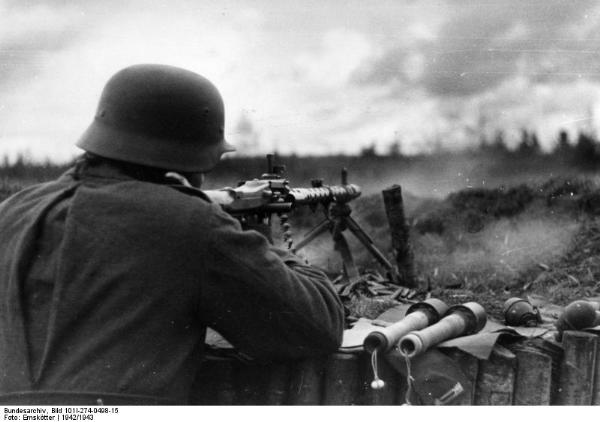 Bundesarchiv, Bild 101I-274-0498-15
Foto: Emskötter | 1942/1943